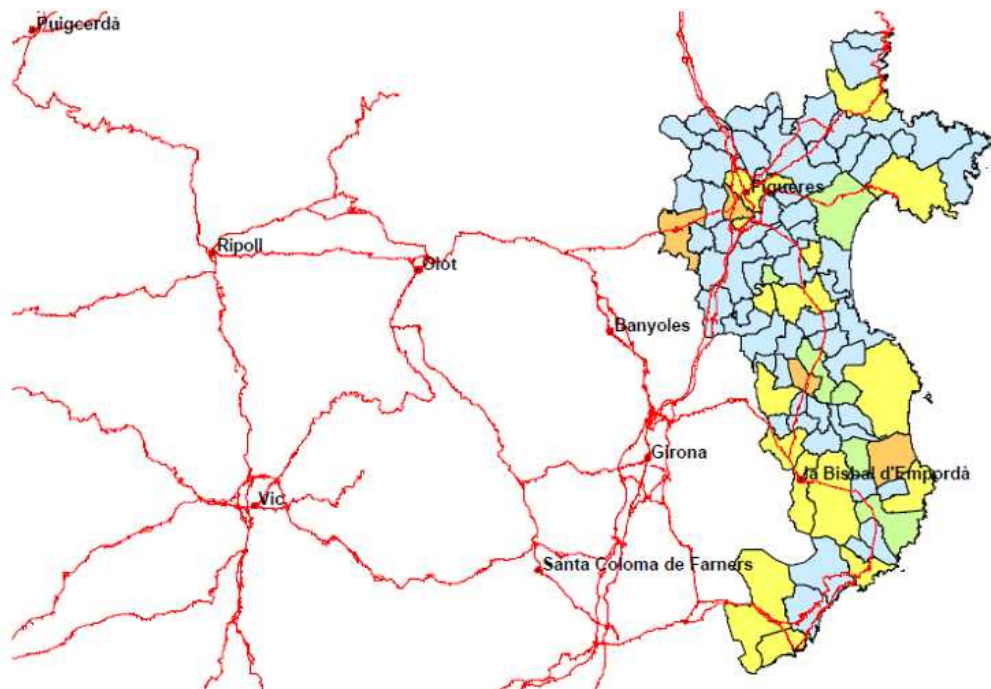 Puigcerdà
Figueres
Ripoll
Olot
Banyoles
Girona
la Bisbal d'Empordà
Vic
Santa Coloma de Farners